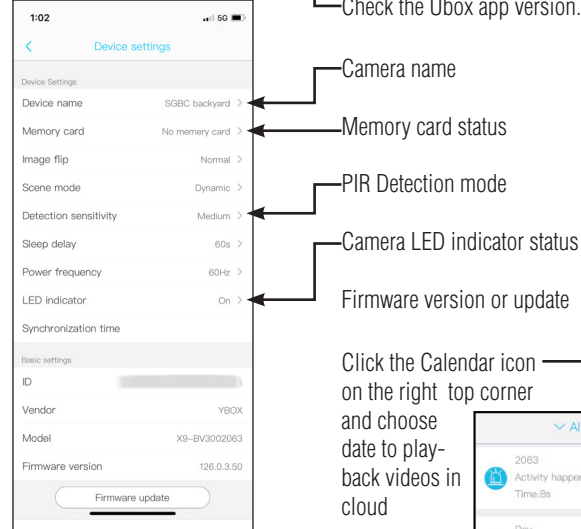 Check the Ubox app version.
1:02
5G
Device settings
Device Settings
Device name SGBC backyard >
Memory card No memery card >
Image flip Normal >
Scene mode Dynamic >
Detection sensitivity Medium >
Sleep delay 60s >
Power frequency 60Hz >
LED indicator On >
Synchronization time
Basic settings
ID
Vendor YBOX
Model X9-BV3002063
Firmware version 126.0.3.50
Firmware update
Camera name
Memory card status
PIR Detection mode
Camera LED indicator status
Firmware version or update
Click the Calendar icon
on the right top corner
and choose
date to play-
back videos in
cloud
2063
Time:8s